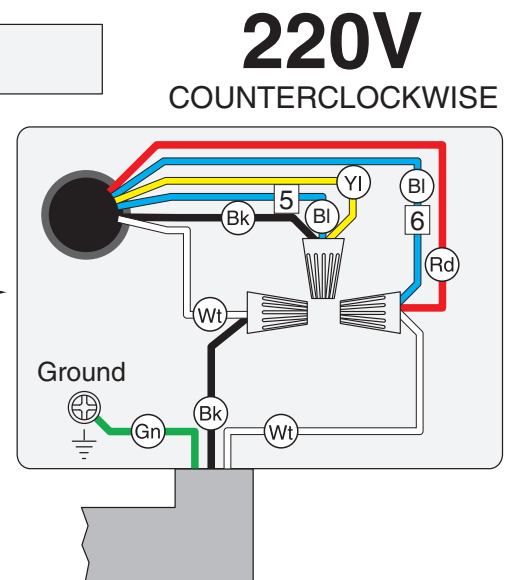 220V
COUNTERCLOCKWISE
Yl
Bl
5
Bk
Bl
6
Rd
Wt
Ground
Bk
Gn
Wt